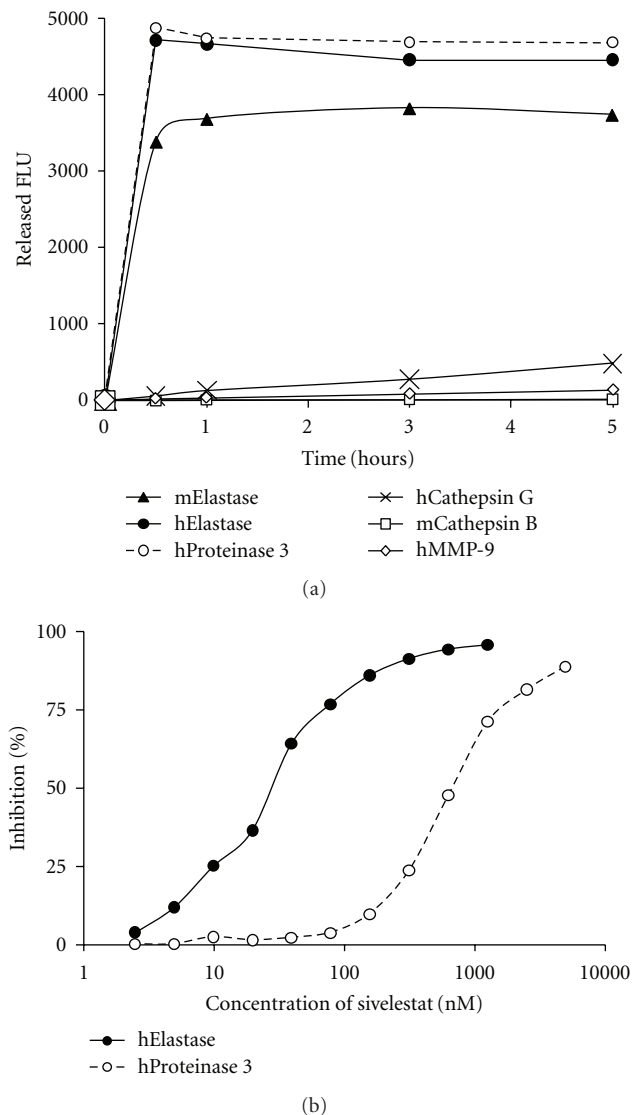 5000
4000
3000
2000
1000
0
Released FLU
0
1
2
3
4
5
Time (hours)
mElastase
hElastase
hProteinase 3
hCathepsin G
mCathepsin B
hMMP-9
(a)
100
75
50
25
0
Inhibition (%)
1
10
100
1000
10000
Concentration of sivelestat (nM)
hElastase
hProteinase 3
(b)